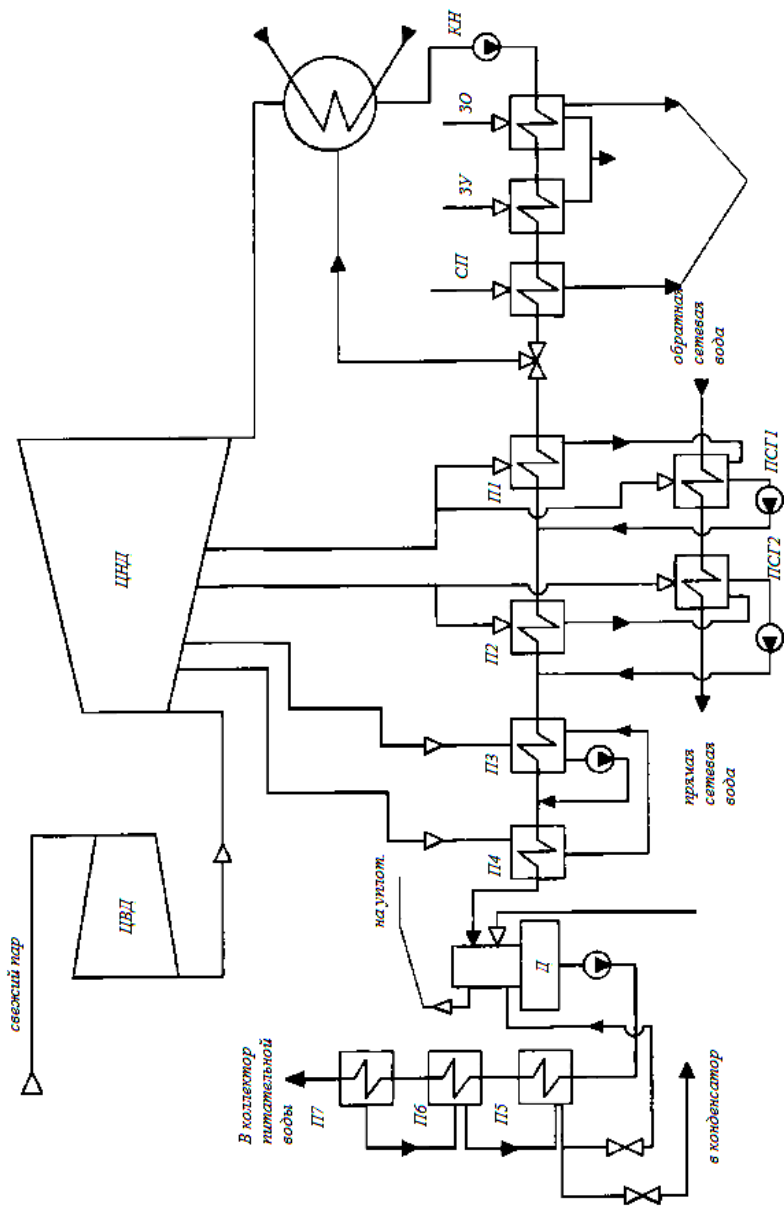 свежий пар
ЦВД
ЦНД
В коллектор
питательной
воды
П7
на уплот.
П6
СП
ЗУ
ЗО
КН
П5
П4
П3
П2
П1
Д
прямая
сетевая
вода
обратная
сетевая
вода
в конденсатор
ПСГ2
ПСГ1